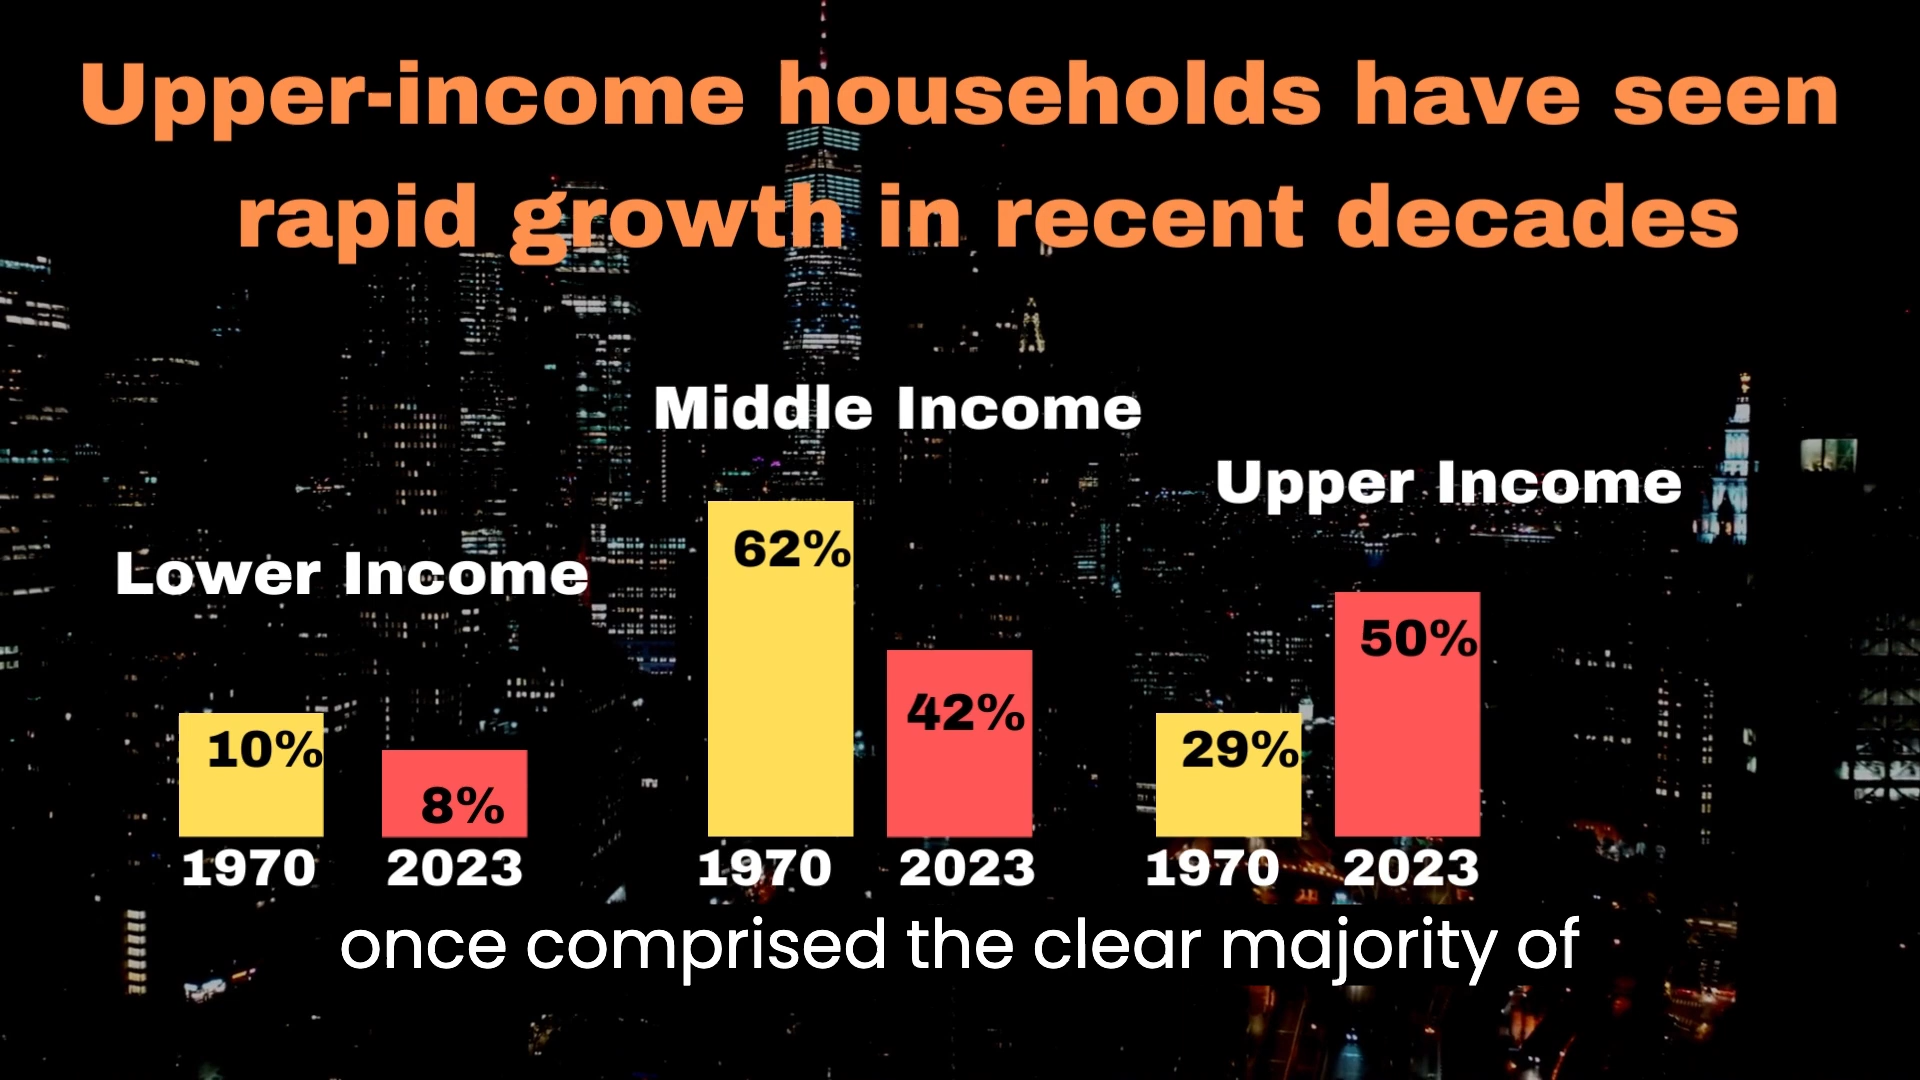 Upper-income households have seen
rapid growth in recent decades
Middle Income
Upper Income
Lower Income
62%
50%
42%
10%
29%
8%
1970 2023 1970 2023 1970 2023
once comprised the clear majority of